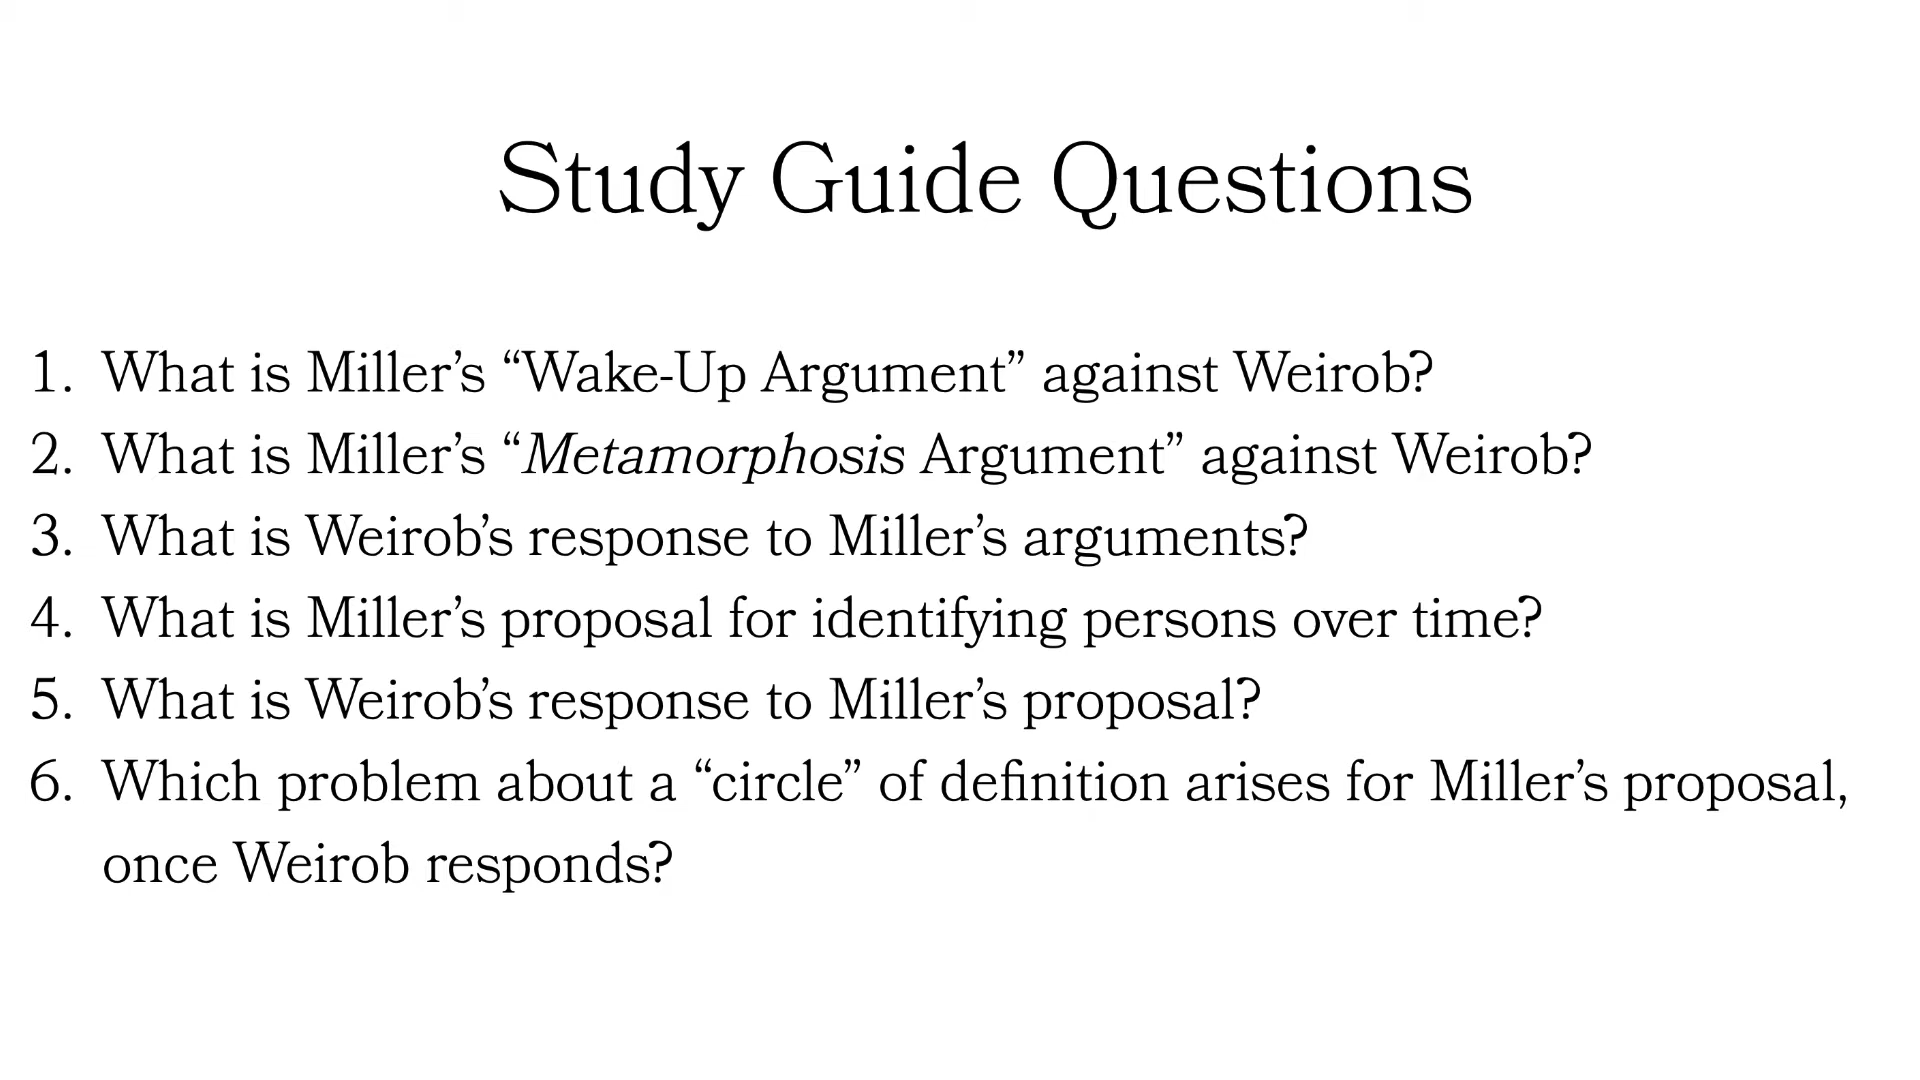 Study Guide Questions
1. What is Miller’s “Wake-Up Argument” against Weirob?
2. What is Miller’s “Metamorphosis Argument” against Weirob?
3. What is Weirob’s response to Miller’s arguments?
4. What is Miller’s proposal for identifying persons over time?
5. What is Weirob’s response to Miller’s proposal?
6. Which problem about a “circle” of definition arises for Miller’s proposal,
once Weirob responds?